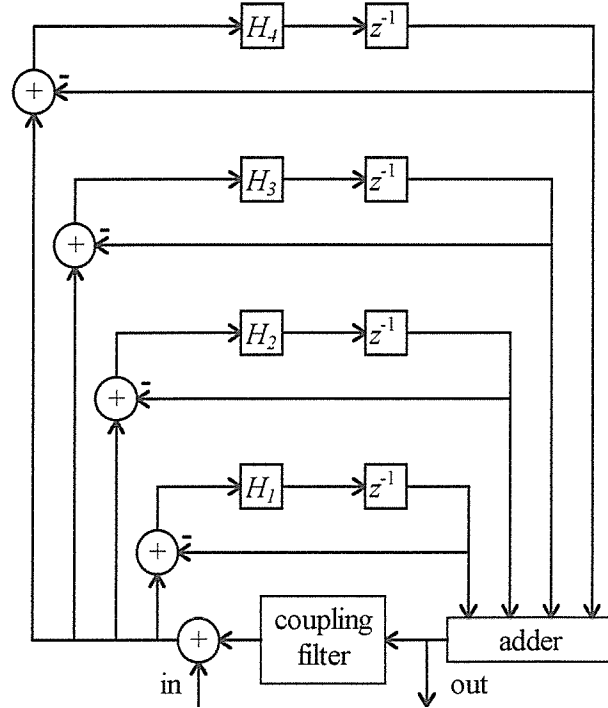 H₄ z⁻¹
+ -
H₃ z⁻¹
+ -
H₂ z⁻¹
+ -
H₁ z⁻¹
+ -
+ coupling filter adder
in out